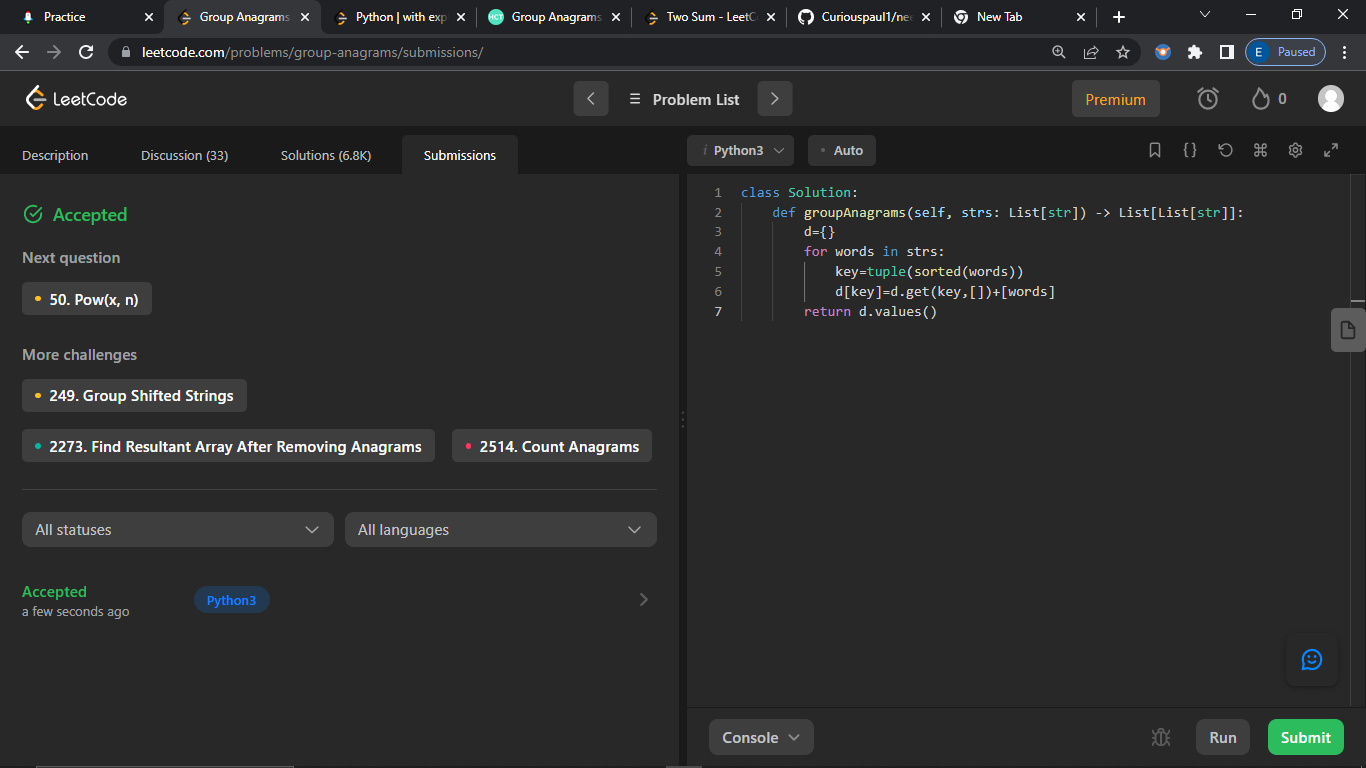 Practice
Group Anagrams
Python | with exp
HCT Group Anagrams
Two Sum - LeetC
Curiouspaul1/nee
New Tab
leetcode.com/problems/group-anagrams/submissions/
E Paused
LeetCode
Problem List
Premium
0
Description
Discussion (33)
Solutions (6.8K)
Submissions
i Python3
• Auto
Accepted
Next question
50. Pow(x, n)
More challenges
249. Group Shifted Strings
2273. Find Resultant Array After Removing Anagrams
2514. Count Anagrams
All statuses
All languages
Accepted
a few seconds ago
Python3
1 class Solution:
2 def groupAnagrams(self, strs: List[str]) -> List[List[str]]:
3 d={}
4 for words in strs:
5 key=tuple(sorted(words))
6 d[key]=d.get(key,[])+[words]
7 return d.values()
Console
Run
Submit